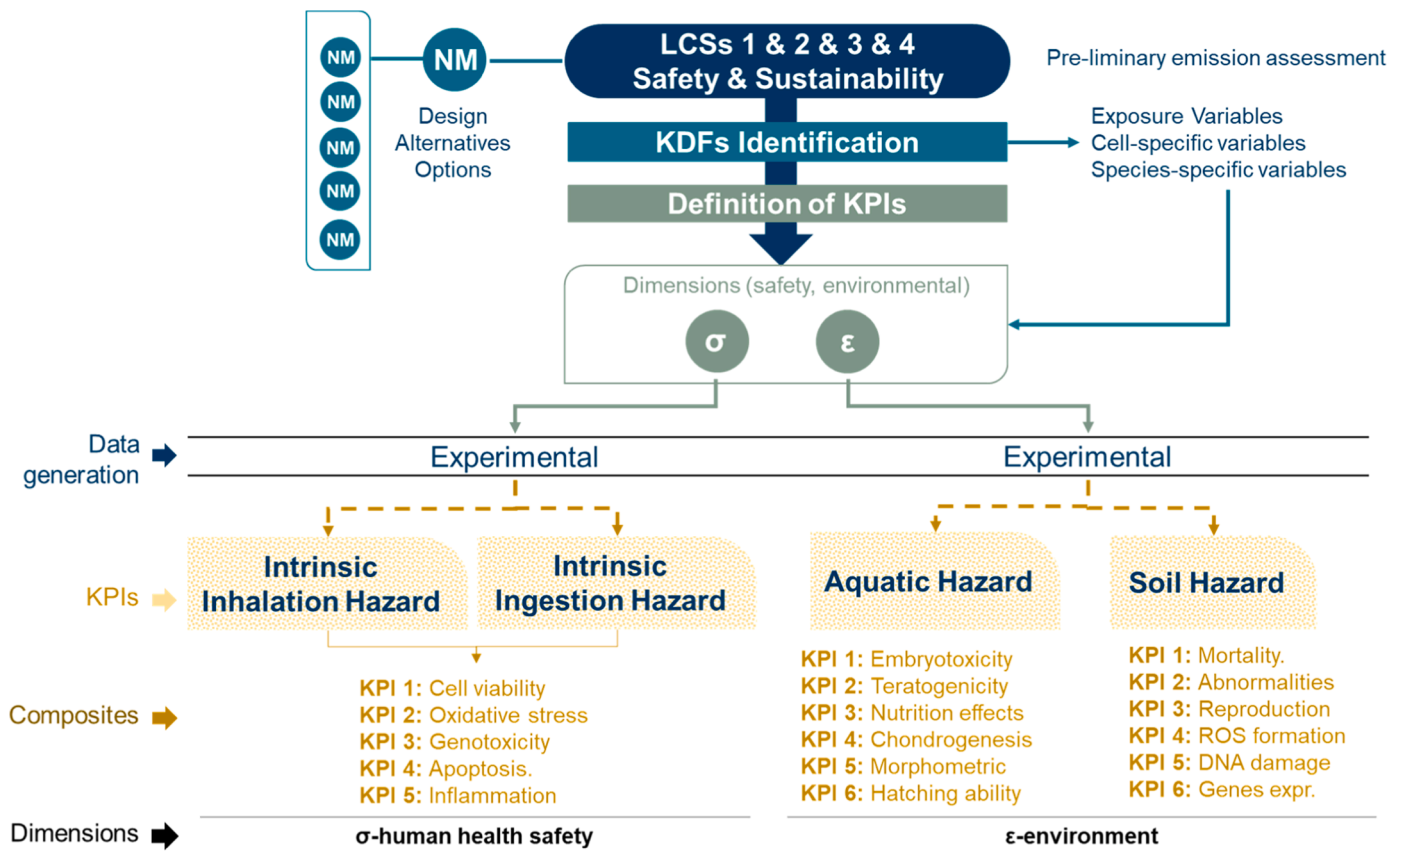 NM
NM
NM
NM
NM
NM
Design
Alternatives
Options
LCSs 1 & 2 & 3 & 4
Safety & Sustainability
KDFs Identification
Definition of KPIs
Pre-liminary emission assessment
Exposure Variables
Cell-specific variables
Species-specific variables
Dimensions (safety, environmental)
σ
ε
Data
generation
Experimental
Experimental
KPIs
Intrinsic
Inhalation Hazard
Intrinsic
Ingestion Hazard
Aquatic Hazard
Soil Hazard
Composites
KPI 1: Cell viability
KPI 2: Oxidative stress
KPI 3: Genotoxicity
KPI 4: Apoptosis.
KPI 5: Inflammation
KPI 1: Embryotoxicity
KPI 2: Teratogenicity
KPI 3: Nutrition effects
KPI 4: Chondrogenesis
KPI 5: Morphometric
KPI 6: Hatching ability
KPI 1: Mortality.
KPI 2: Abnormalities
KPI 3: Reproduction
KPI 4: ROS formation
KPI 5: DNA damage
KPI 6: Genes expr.
Dimensions
σ-human health safety
ε-environment